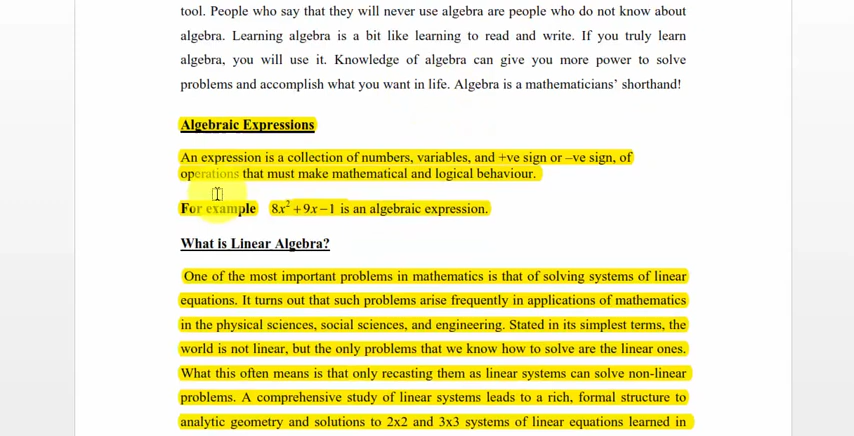 tool. People who say that they will never use algebra are people who do not know about
algebra. Learning algebra is a bit like learning to read and write. If you truly learn
algebra, you will use it. Knowledge of algebra can give you more power to solve
problems and accomplish what you want in life. Algebra is a mathematicians’ shorthand!
Algebraic Expressions
An expression is a collection of numbers, variables, and +ve sign or –ve sign, of
operations that must make mathematical and logical behaviour.
For example 8x² + 9x − 1 is an algebraic expression.
What is Linear Algebra?
One of the most important problems in mathematics is that of solving systems of linear
equations. It turns out that such problems arise frequently in applications of mathematics
in the physical sciences, social sciences, and engineering. Stated in its simplest terms, the
world is not linear, but the only problems that we know how to solve are the linear ones.
What this often means is that only recasting them as linear systems can solve non-linear
problems. A comprehensive study of linear systems leads to a rich, formal structure to
analytic geometry and solutions to 2x2 and 3x3 systems of linear equations learned in